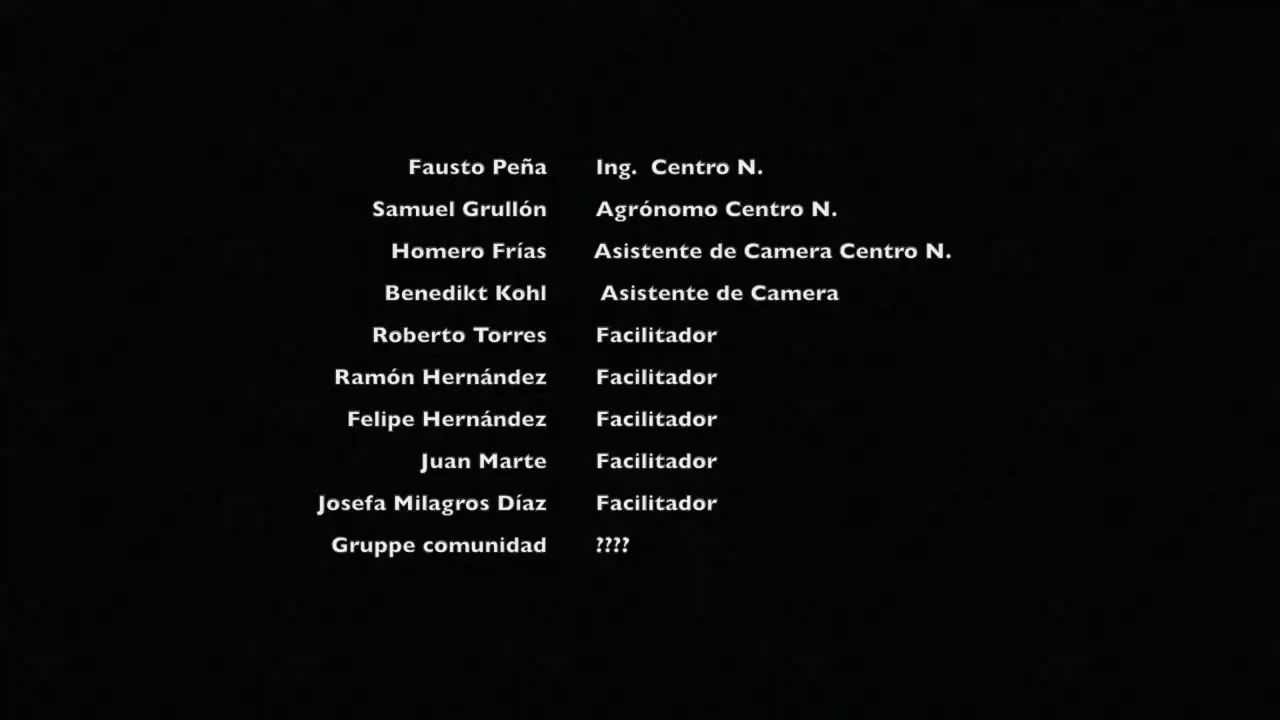 Fausto Peña Ing. Centro N.
Samuel Grullón Agrónomo Centro N.
Homero Frías Asistente de Camera Centro N.
Benedikt Kohl Asistente de Camera
Roberto Torres Facilitador
Ramón Hernández Facilitador
Felipe Hernández Facilitador
Juan Marte Facilitador
Josefa Milagros Díaz Facilitador
Gruppe comunidad ????